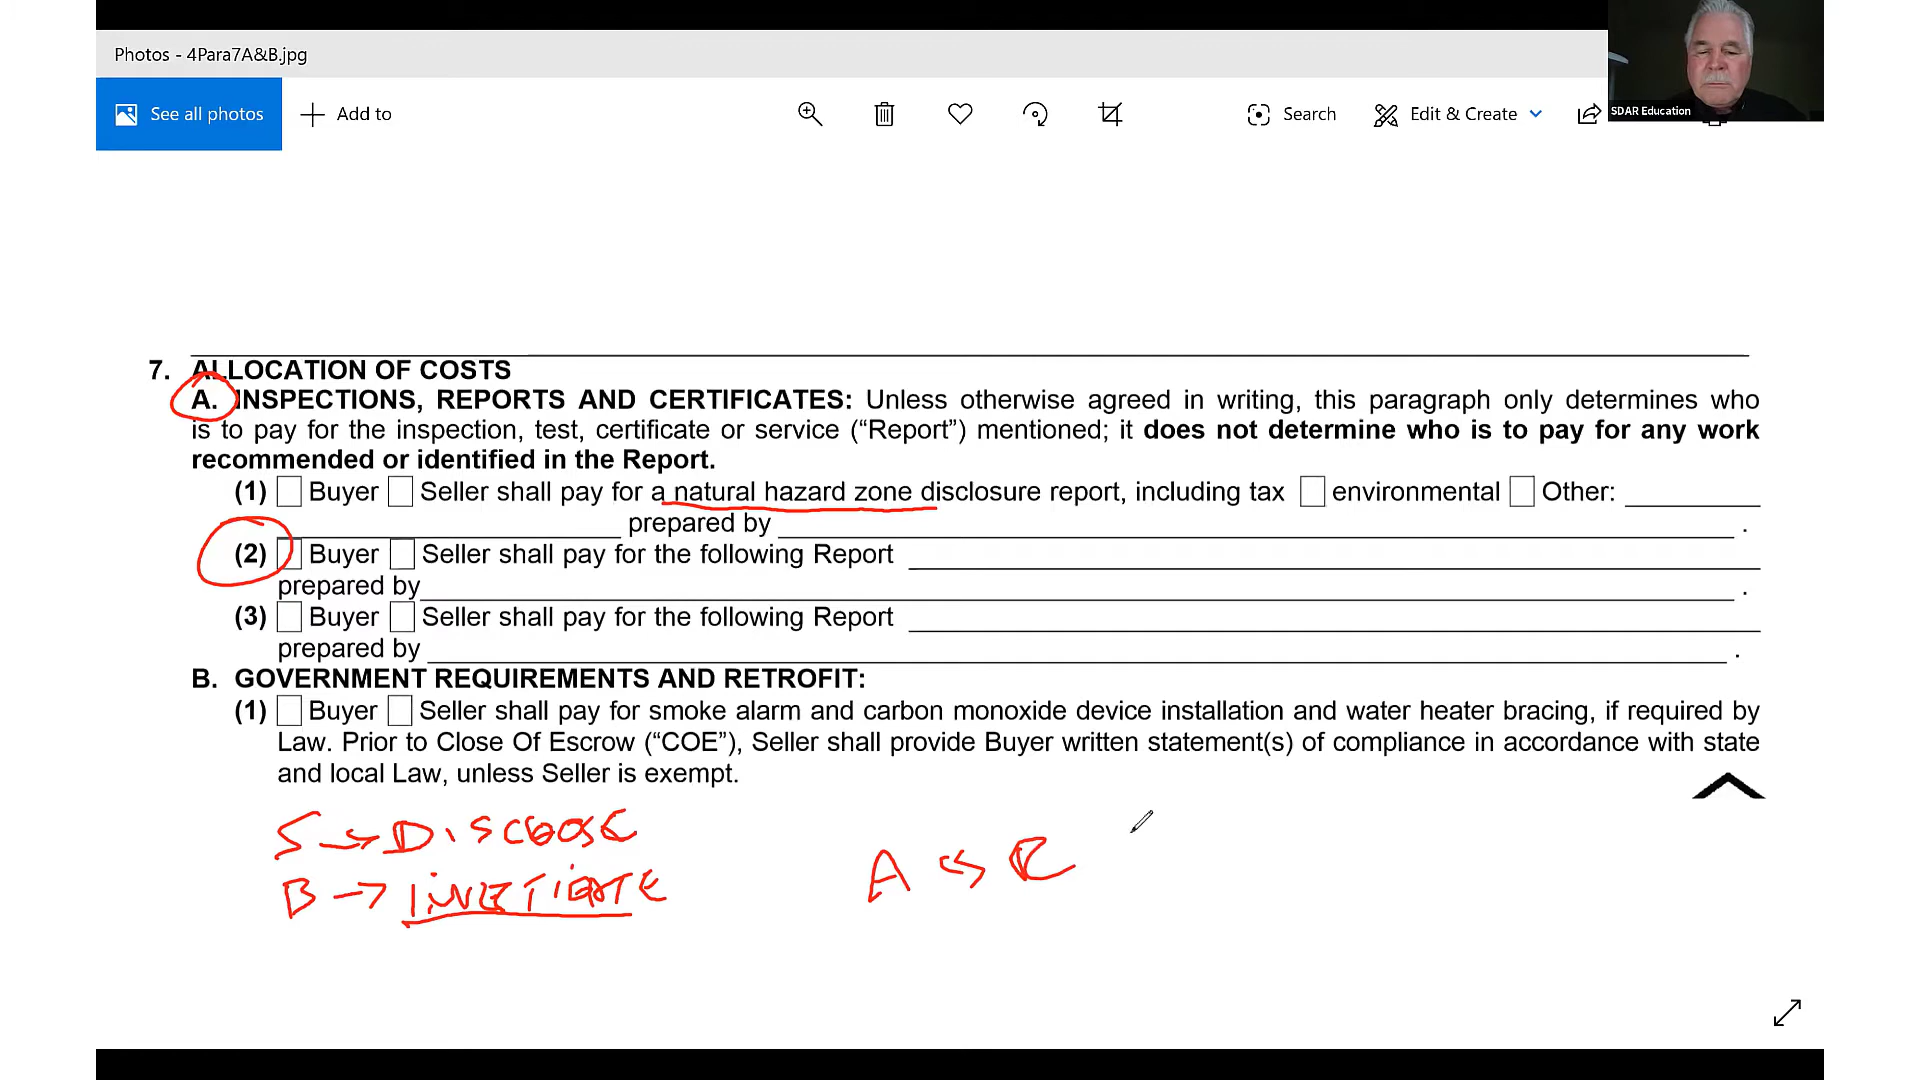 Photos - 4Para7A&B.jpg
See all photos
Add to
Search
Edit & Create
SDAR Education
7. ALLOCATION OF COSTS
A. INSPECTIONS, REPORTS AND CERTIFICATES: Unless otherwise agreed in writing, this paragraph only determines who
is to pay for the inspection, test, certificate or service (“Report”) mentioned; it does not determine who is to pay for any work
recommended or identified in the Report.
(1) Buyer Seller shall pay for a natural hazard zone disclosure report, including tax environmental Other:
prepared by .
(2) Buyer Seller shall pay for the following Report
prepared by .
(3) Buyer Seller shall pay for the following Report
prepared by .
B. GOVERNMENT REQUIREMENTS AND RETROFIT:
(1) Buyer Seller shall pay for smoke alarm and carbon monoxide device installation and water heater bracing, if required by
Law. Prior to Close Of Escrow (“COE”), Seller shall provide Buyer written statement(s) of compliance in accordance with state
and local Law, unless Seller is exempt.
S → DISCLOSE
B →
A